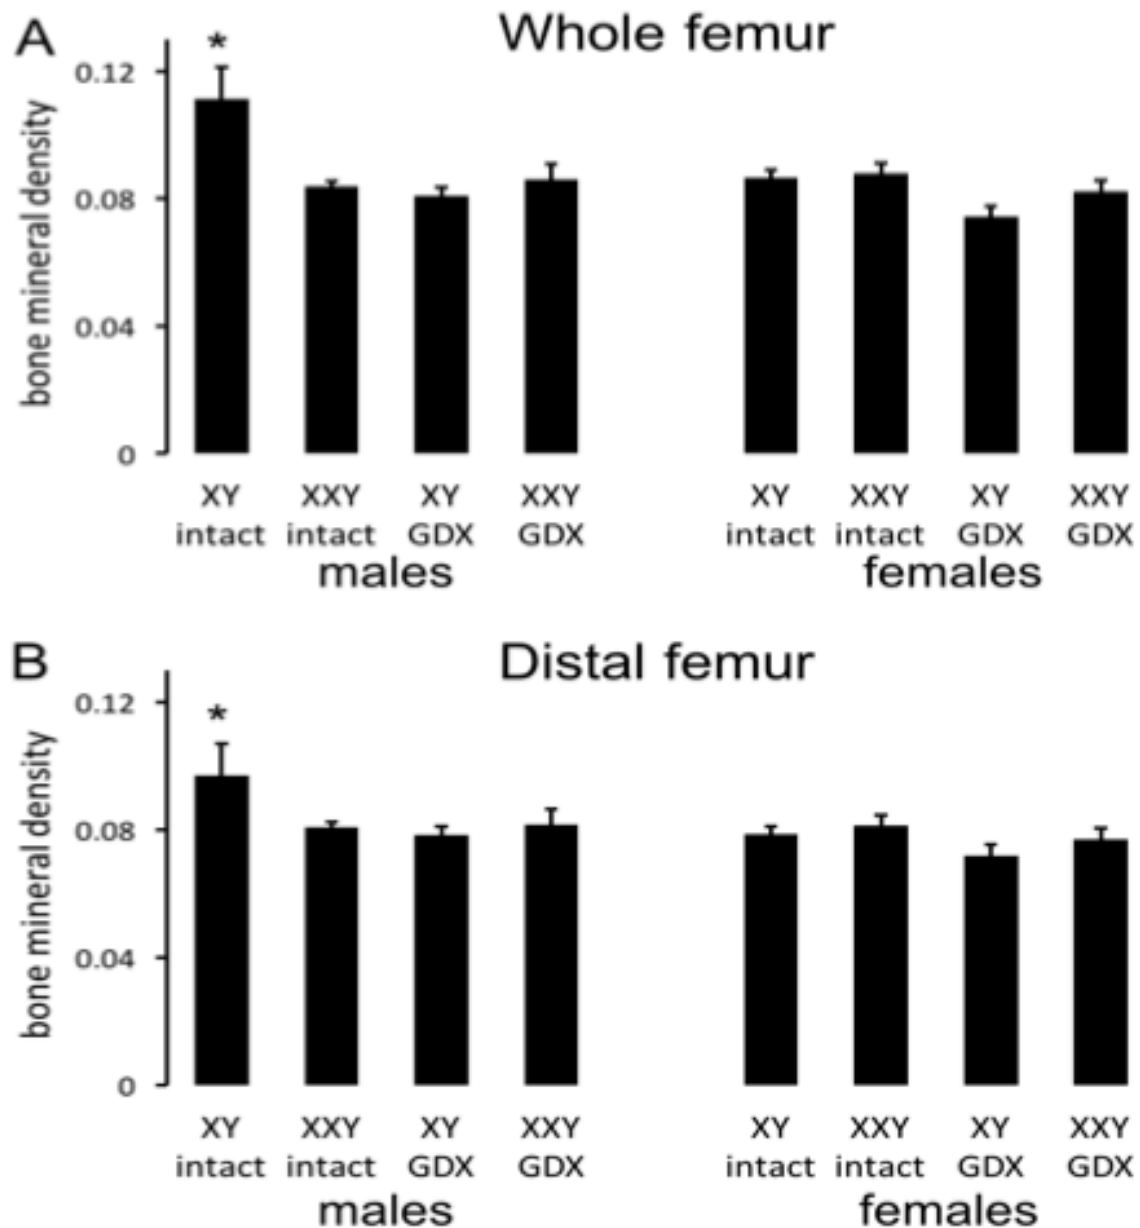 A
Whole femur
*
0.12
0.08
0.04
0
bone mineral density
XY XXY XY XXY XY XXY XY XXY
intact intact GDX GDX intact intact GDX GDX
males females
B
Distal femur
*
0.12
0.08
0.04
0
bone mineral density
XY XXY XY XXY XY XXY XY XXY
intact intact GDX GDX intact intact GDX GDX
males females